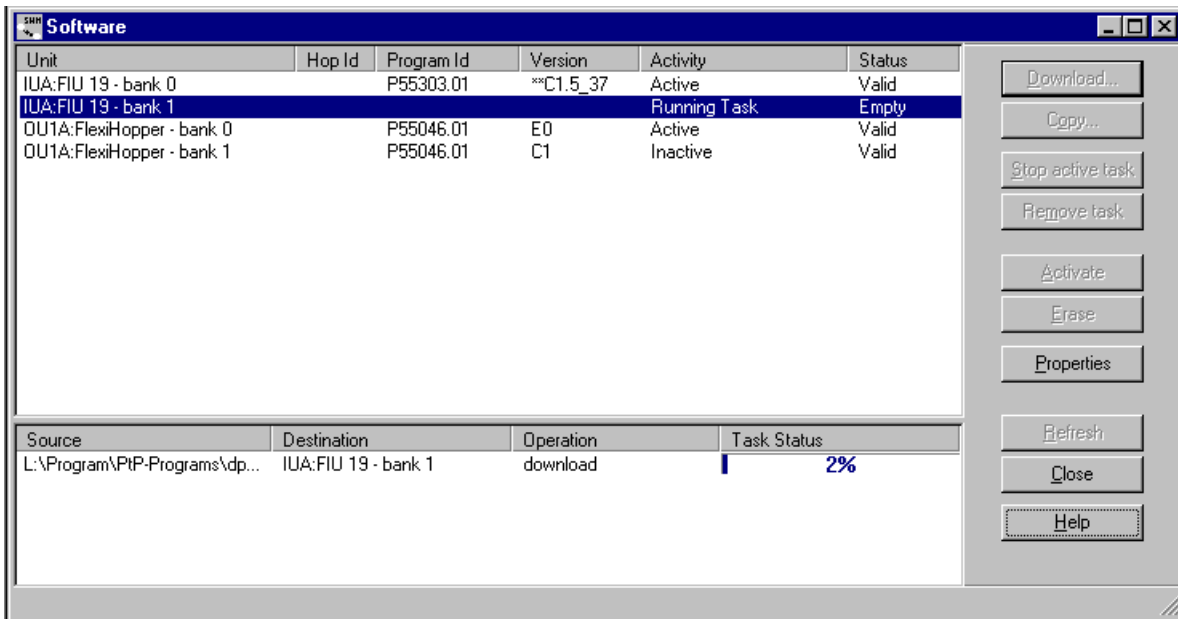 SHM Software
Unit Hop Id Program Id Version Activity Status
IUA:FIU 19 - bank 0 P55303.01 **C1.5_37 Active Valid
IUA:FIU 19 - bank 1 Running Task Empty
OU1A:FlexiHopper - bank 0 P55046.01 E0 Active Valid
OU1A:FlexiHopper - bank 1 P55046.01 C1 Inactive Valid
Download...
Copy...
Stop active task
Remove task
Activate
Erase
Properties
Source Destination Operation Task Status
L:\Program\PtP-Programs\dp... IUA:FIU 19 - bank 1 download 2%
Refresh
Close
Help